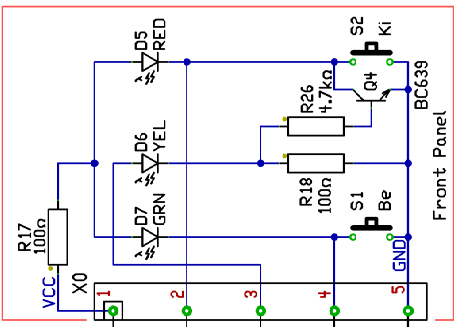 D5
RED
S2
Ki
R26
4.7kΩ
Q4
BC639
D6
YEL
R18
100Ω
D7
GRN
S1
Be
R17
100Ω
Front Panel
GND
VCC
X0
1
2
3
4
5